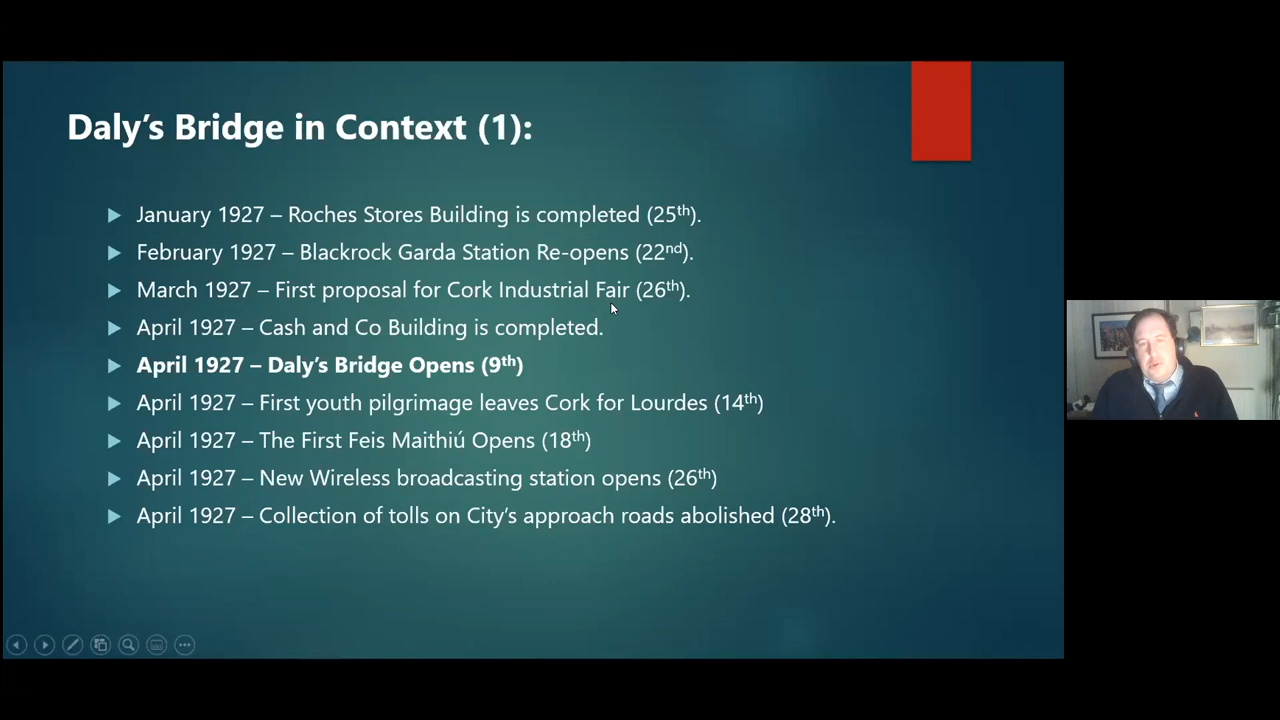 Daly’s Bridge in Context (1):
January 1927 – Roches Stores Building is completed (25th).
February 1927 – Blackrock Garda Station Re-opens (22nd).
March 1927 – First proposal for Cork Industrial Fair (26th).
April 1927 – Cash and Co Building is completed.
April 1927 – Daly’s Bridge Opens (9th)
April 1927 – First youth pilgrimage leaves Cork for Lourdes (14th)
April 1927 – The First Feis Maithiú Opens (18th)
April 1927 – New Wireless broadcasting station opens (26th)
April 1927 – Collection of tolls on City’s approach roads abolished (28th).